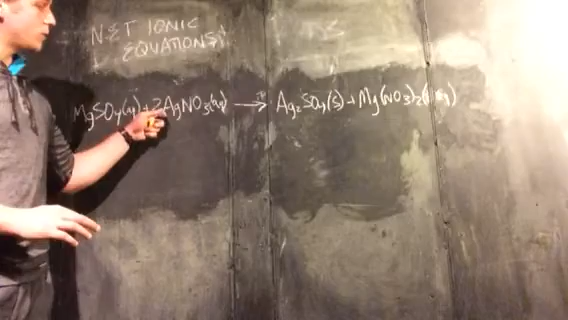 NET IONIC
EQUATIONS:
MgSO4(aq) + 2AgNO3(aq) → Ag2SO4(s) + Mg(NO3)2(aq)